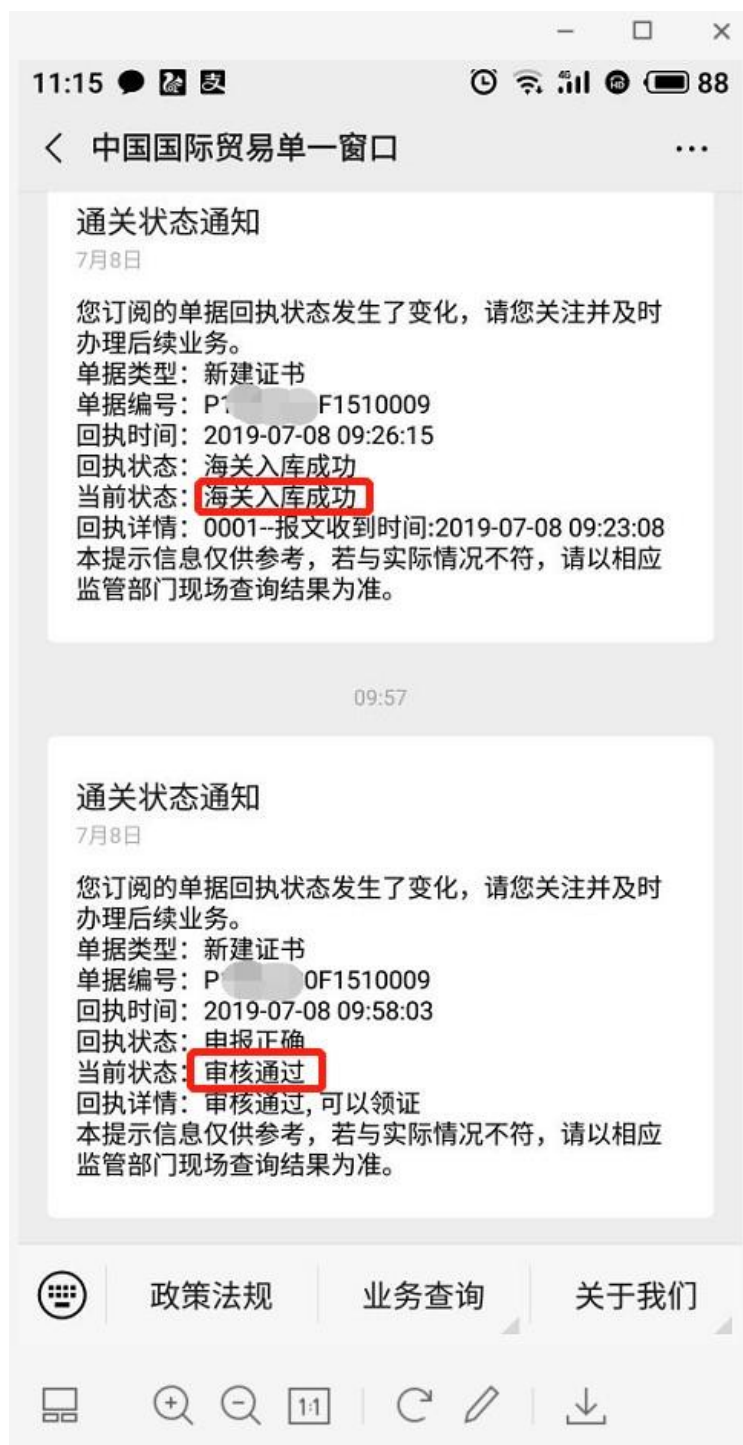 11:15 支 4G HD 88
中国国际贸易单一窗口
通关状态通知
7月8日
您订阅的单据回执状态发生了变化，请您关注并及时
办理后续业务。
单据类型：新建证书
单据编号：P F1510009
回执时间：2019-07-08 09:26:15
回执状态：海关入库成功
当前状态：海关入库成功
回执详情：0001--报文收到时间:2019-07-08 09:23:08
本提示信息仅供参考，若与实际情况不符，请以相应
监管部门现场查询结果为准。
09:57
通关状态通知
7月8日
您订阅的单据回执状态发生了变化，请您关注并及时
办理后续业务。
单据类型：新建证书
单据编号：P 0F1510009
回执时间：2019-07-08 09:58:03
回执状态：申报正确
当前状态：审核通过
回执详情：审核通过, 可以领证
本提示信息仅供参考，若与实际情况不符，请以相应
监管部门现场查询结果为准。
政策法规 业务查询 关于我们
1:1